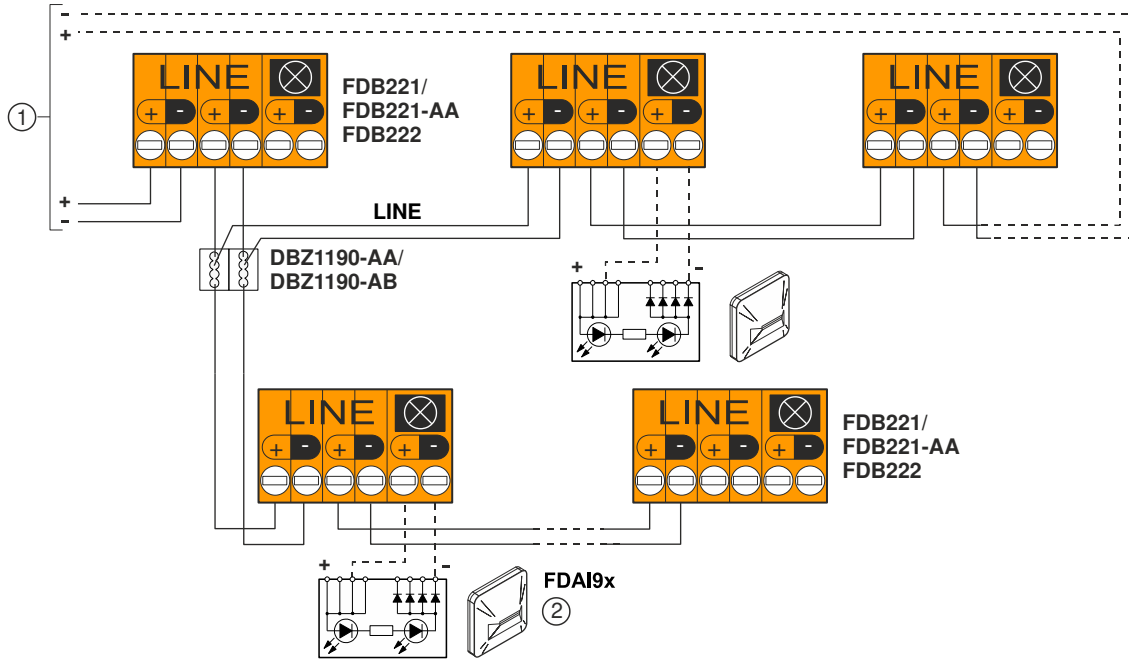 -
+
LINE
+ - + - + -
FDB221/
FDB221-AA
FDB222
LINE
+ - + - + -
LINE
+ - + - + -
1
+
-
LINE
DBZ1190-AA/
DBZ1190-AB
+ -
LINE
+ - + - + -
LINE
+ - + - + -
FDB221/
FDB221-AA
FDB222
+ -
FDAI9x
2